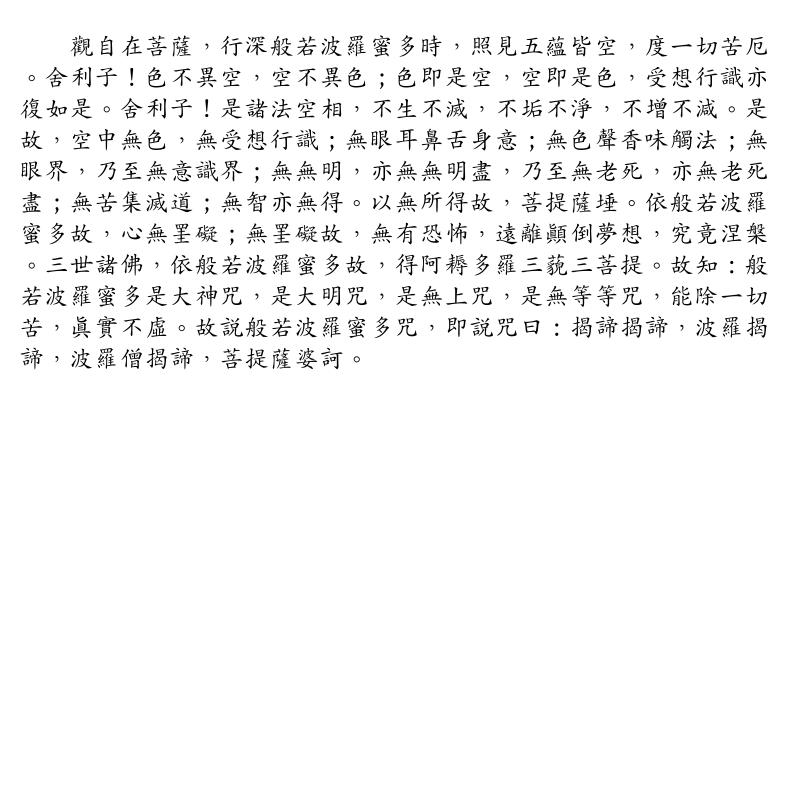 觀自在菩薩，行深般若波羅蜜多時，照見五蘊皆空，度一切苦厄
。舍利子！色不異空，空不異色；色即是空，空即是色，受想行識亦
復如是。舍利子！是諸法空相，不生不滅，不垢不淨，不增不減。是
故，空中無色，無受想行識；無眼耳鼻舌身意；無色聲香味觸法；無
眼界，乃至無意識界；無無明，亦無無明盡，乃至無老死，亦無老死
盡；無苦集滅道；無智亦無得。以無所得故，菩提薩埵。依般若波羅
蜜多故，心無罣礙；無罣礙故，無有恐怖，遠離顛倒夢想，究竟涅槃
。三世諸佛，依般若波羅蜜多故，得阿耨多羅三藐三菩提。故知：般
若波羅蜜多是大神咒，是大明咒，是無上咒，是無等等咒，能除一切
苦，真實不虛。故說般若波羅蜜多咒，即說咒曰：揭諦揭諦，波羅揭
諦，波羅僧揭諦，菩提薩婆訶。